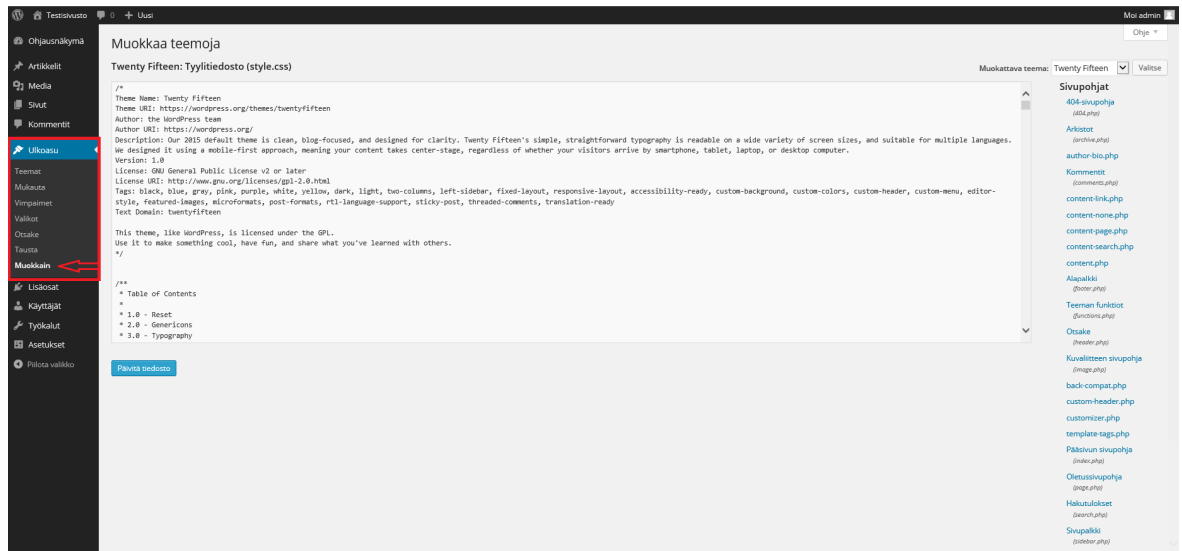 Testisivusto 0 + Uusi Moi admin
Ohje
Ohjausnäkymä
Artikkelit
Media
Sivut
Kommentit
Ulkoasu
Teemat
Mukauta
Vimpaimet
Valikot
Otsake
Tausta
Muokkain
Lisäosat
Käyttäjät
Työkalut
Asetukset
Piilota valikko
Muokkaa teemoja
Twenty Fifteen: Tyylitiedosto (style.css)
Muokattava teema: Twenty Fifteen Valitse
/*
Theme Name: Twenty Fifteen
Theme URI: https://wordpress.org/themes/twentyfifteen
Author: the WordPress team
Author URI: https://wordpress.org/
Description: Our 2015 default theme is clean, blog-focused, and designed for clarity. Twenty Fifteen's simple, straightforward typography is readable on a wide variety of screen sizes, and suitable for multiple languages.
We designed it using a mobile-first approach, meaning your content takes center-stage, regardless of whether your visitors arrive by smartphone, tablet, laptop, or desktop computer.
Version: 1.0
License: GNU General Public License v2 or later
License URI: http://www.gnu.org/licenses/gpl-2.0.html
Tags: black, blue, gray, pink, purple, white, yellow, dark, light, two-columns, left-sidebar, fixed-layout, responsive-layout, accessibility-ready, custom-background, custom-colors, custom-header, custom-menu, editor-
style, featured-images, microformats, post-formats, rtl-language-support, sticky-post, threaded-comments, translation-ready
Text Domain: twentyfifteen
This theme, like WordPress, is licensed under the GPL.
Use it to make something cool, have fun, and share what you've learned with others.
*/
/**
* Table of Contents
*
* 1.0 - Reset
* 2.0 - Genericons
* 3.0 - Typography
Päivitä tiedosto
Sivupohjat
404-sivupohja
(404.php)
Arkistot
(archive.php)
author-bio.php
Kommentit
(comments.php)
content-link.php
content-none.php
content-page.php
content-search.php
content.php
Alapalkki
(footer.php)
Teeman funktiot
(functions.php)
Otsake
(header.php)
Kuvaliitteen sivupohja
(image.php)
back-compat.php
custom-header.php
customizer.php
template-tags.php
Pääsivun sivupohja
(index.php)
Oletussivupohja
(page.php)
Hakutulokset
(search.php)
Sivupalkki
(sidebar.php)